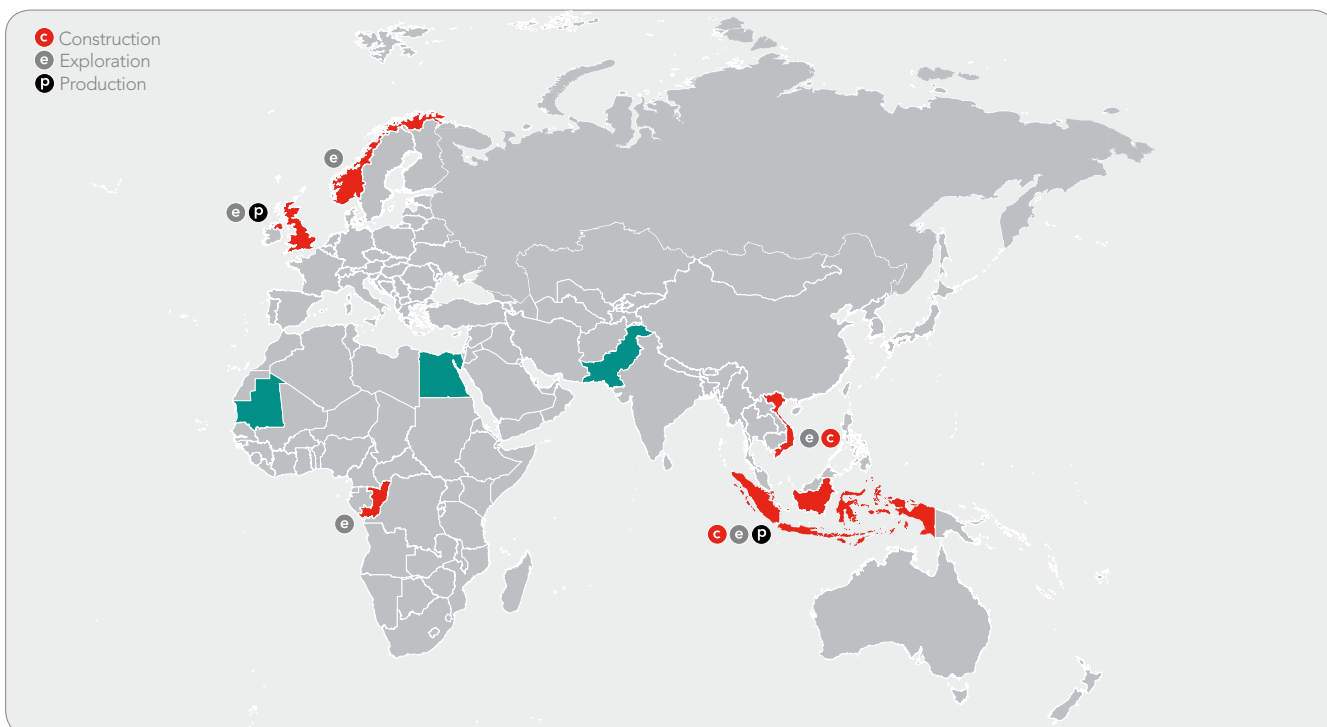 c Construction
e Exploration
p Production
e
e p
e c
e
c e p